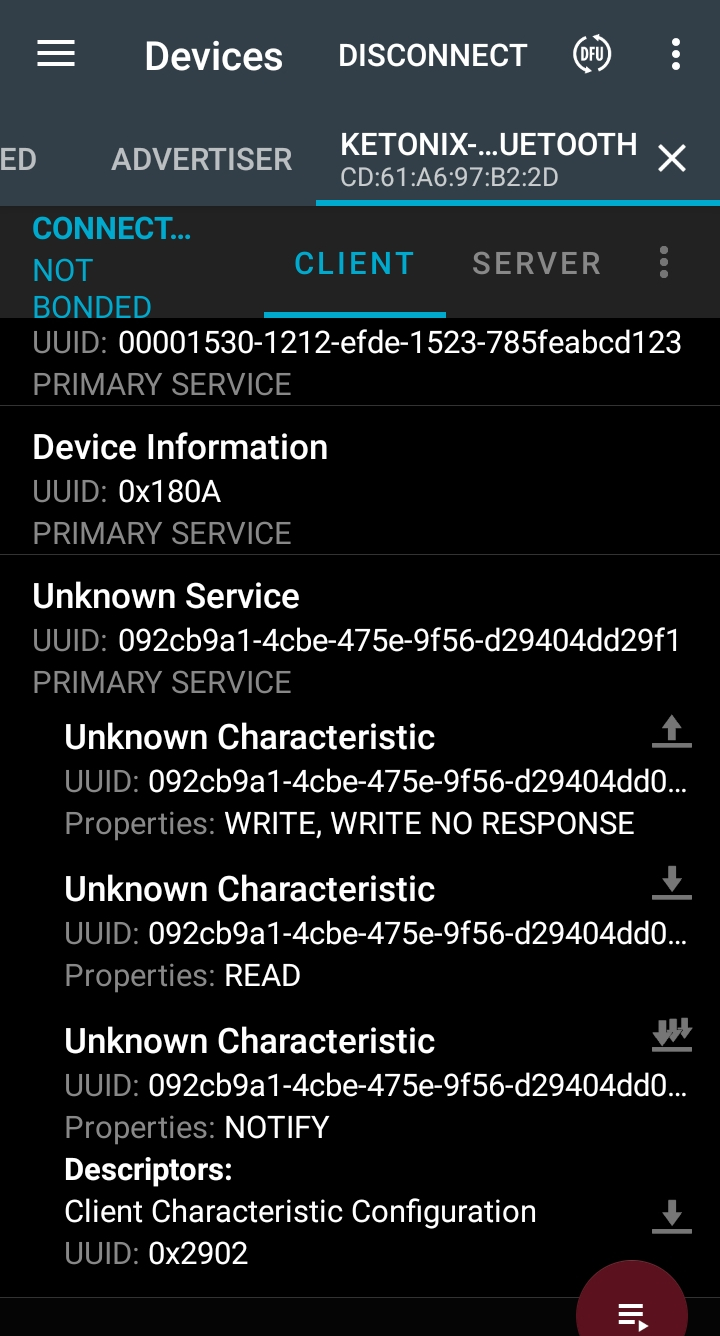 Devices DISCONNECT DFU
ED ADVERTISER KETONIX-...UETOOTH
CD:61:A6:97:B2:2D
CONNECT...
NOT
BONDED
CLIENT SERVER
UUID: 00001530-1212-efde-1523-785feabcd123
PRIMARY SERVICE
Device Information
UUID: 0x180A
PRIMARY SERVICE
Unknown Service
UUID: 092cb9a1-4cbe-475e-9f56-d29404dd29f1
PRIMARY SERVICE
Unknown Characteristic
UUID: 092cb9a1-4cbe-475e-9f56-d29404dd0...
Properties: WRITE, WRITE NO RESPONSE
Unknown Characteristic
UUID: 092cb9a1-4cbe-475e-9f56-d29404dd0...
Properties: READ
Unknown Characteristic
UUID: 092cb9a1-4cbe-475e-9f56-d29404dd0...
Properties: NOTIFY
Descriptors:
Client Characteristic Configuration
UUID: 0x2902